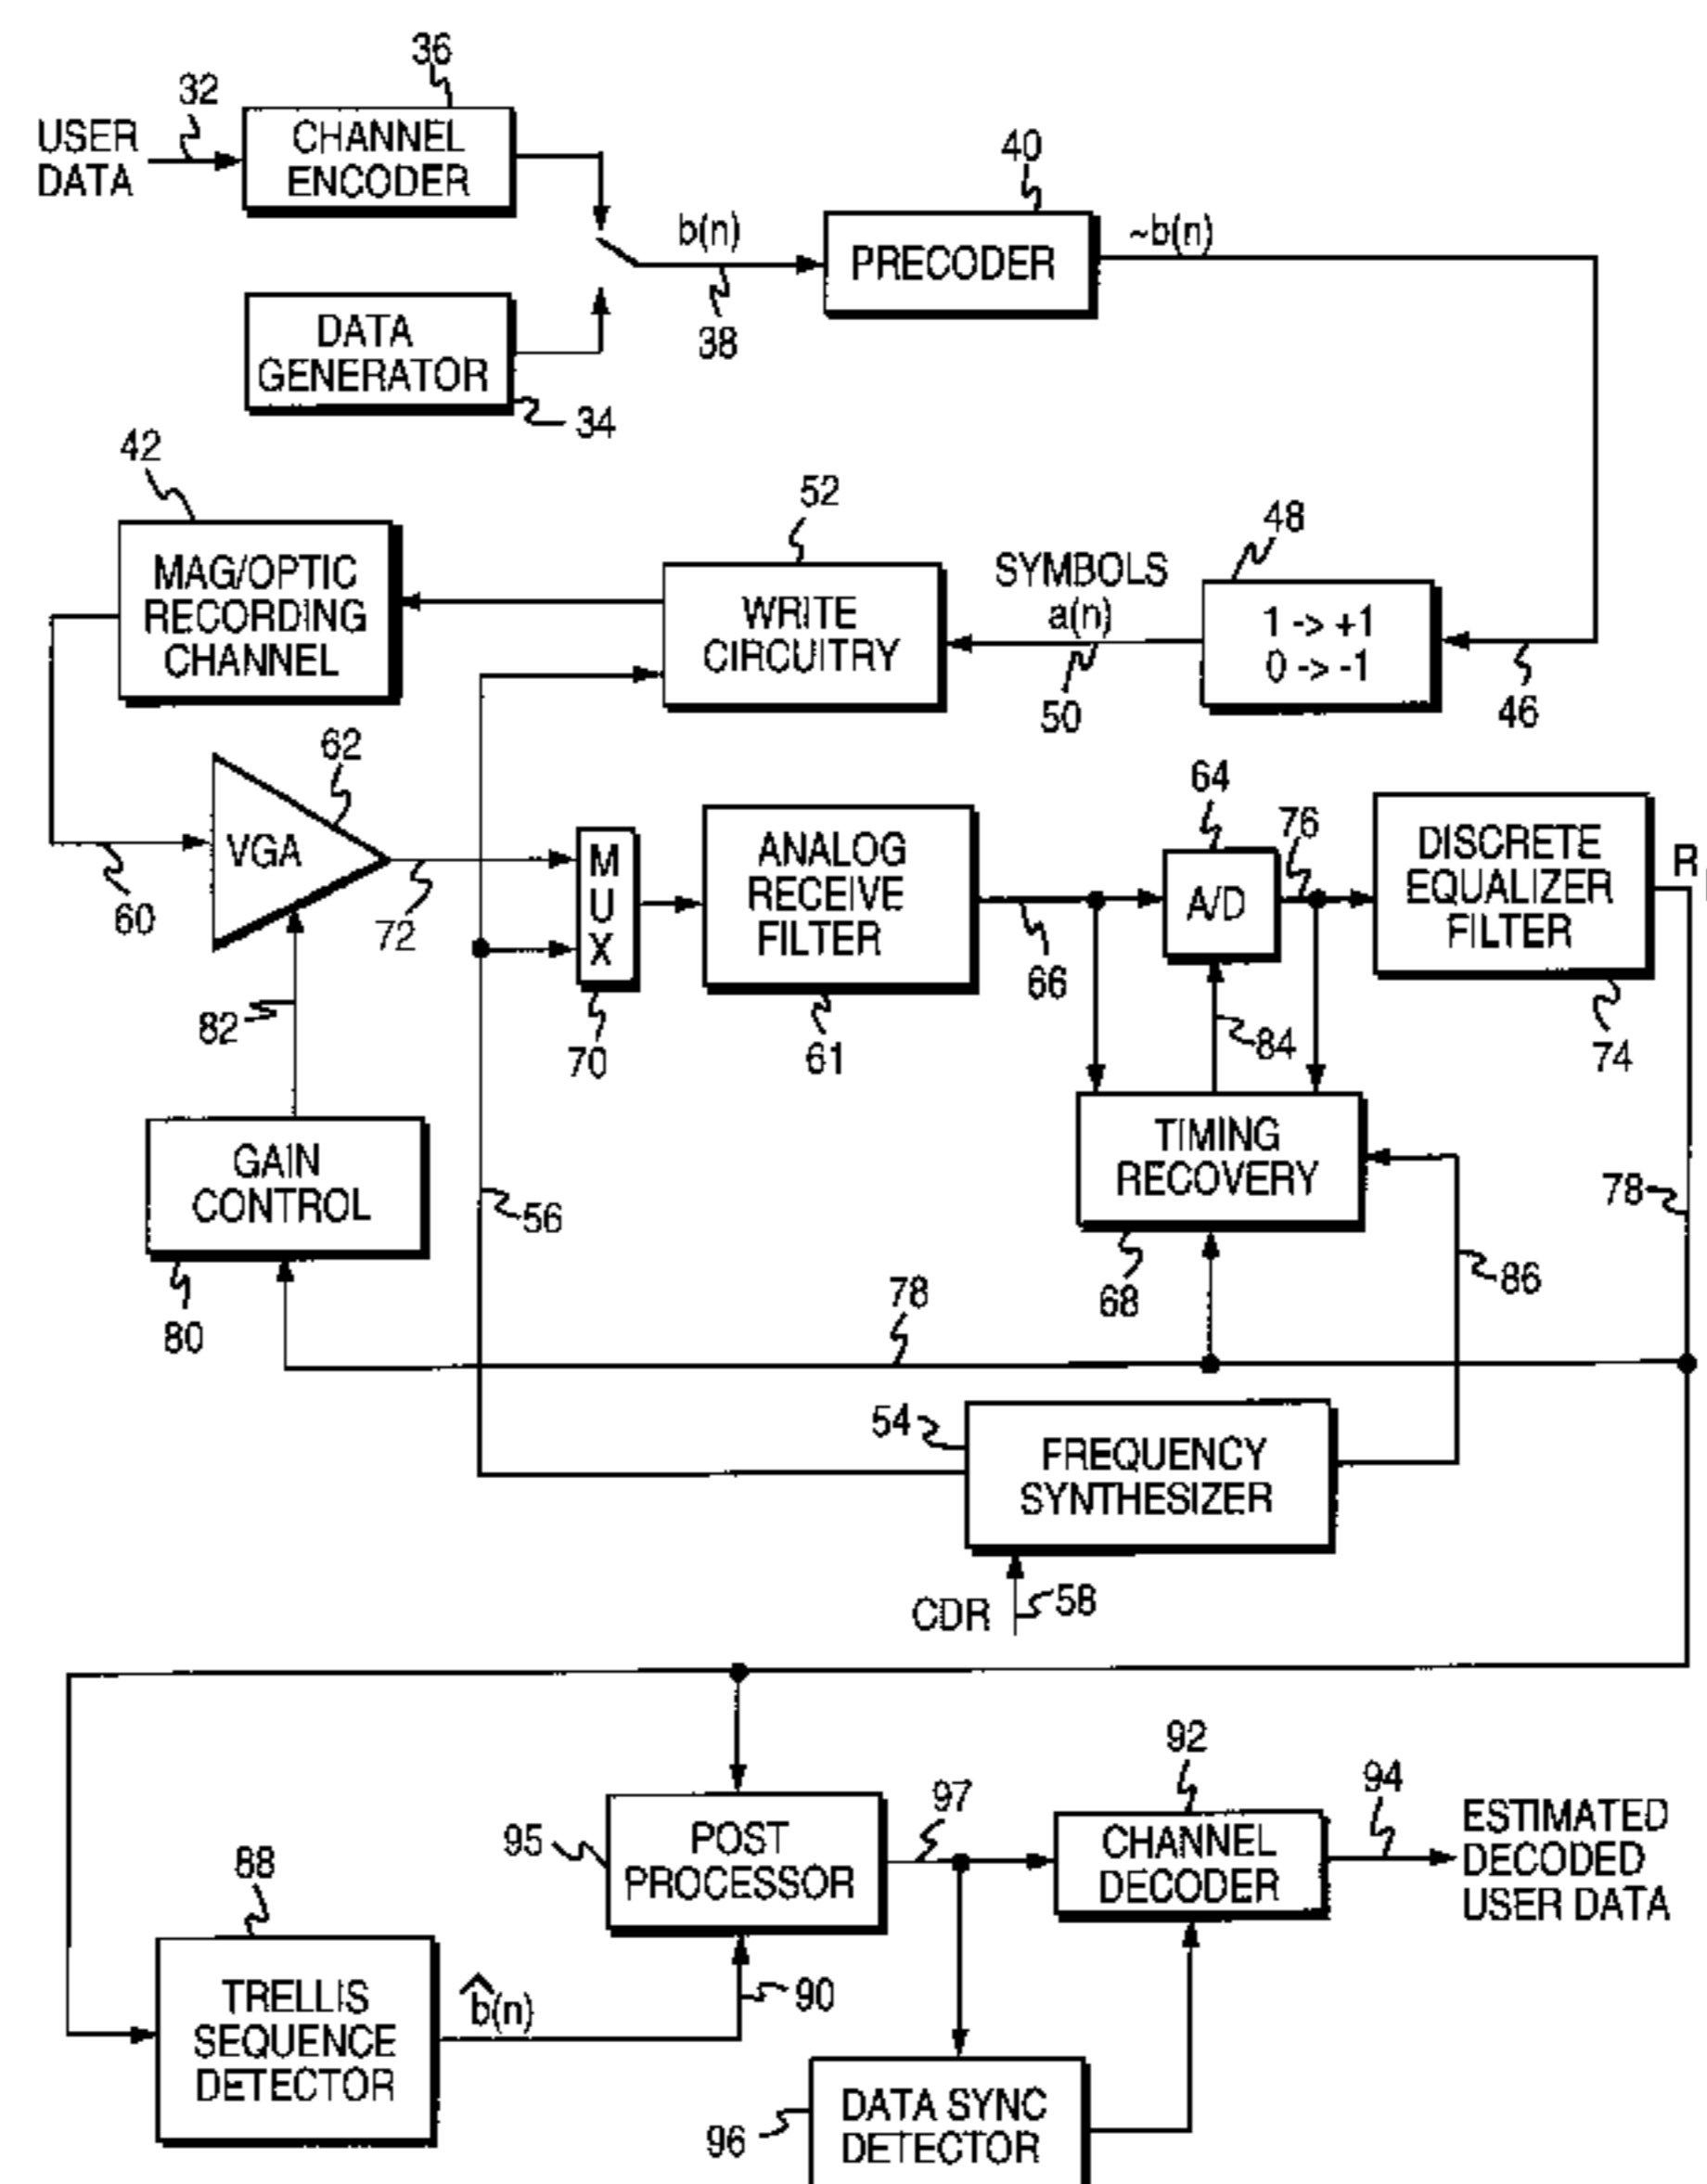 36
32
USER
DATA
CHANNEL
ENCODER
40
b(n)
PRECODER
~b(n)
38
DATA
GENERATOR
34
42
52
48
MAG/OPTIC
RECORDING
CHANNEL
WRITE
CIRCUITRY
SYMBOLS
a(n)
50
1 -> +1
0 -> -1
46
62
64
VGA
60
72
M
U
X
70
ANALOG
RECEIVE
FILTER
61
66
A/D
76
DISCRETE
EQUALIZER
FILTER
R
74
82
84
GAIN
CONTROL
80
56
TIMING
RECOVERY
68
78
86
78
54
FREQUENCY
SYNTHESIZER
CDR
58
92
97
94
95
POST
PROCESSOR
CHANNEL
DECODER
ESTIMATED
DECODED
USER DATA
88
TRELLIS
SEQUENCE
DETECTOR
b̂(n)
90
96
DATA SYNC
DETECTOR